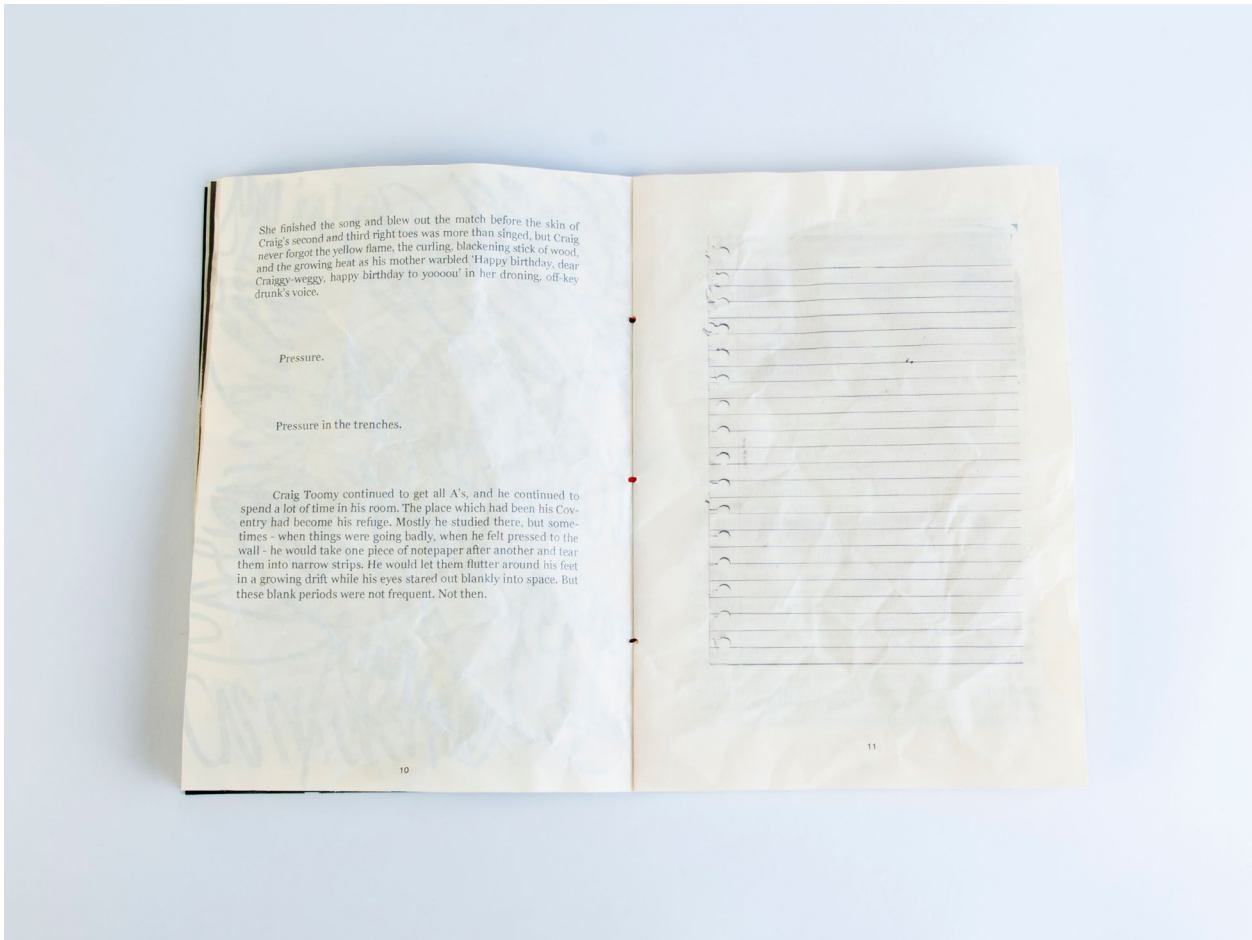 She finished the song and blew out the match before the skin of
Craig's second and third right toes was more than singed, but Craig
never forgot the yellow flame, the curling, blackening stick of wood,
and the growing heat as his mother warbled 'Happy birthday, dear
Craiggy-weggy, happy birthday to yoooou' in her droning, off-key
drunk's voice.
Pressure.
Pressure in the trenches.
Craig Toomy continued to get all A's, and he continued to
spend a lot of time in his room. The place which had been his Cov-
entry had become his refuge. Mostly he studied there, but some-
times - when things were going badly, when he felt pressed to the
wall - he would take one piece of notepaper after another and tear
them into narrow strips. He would let them flutter around his feet
in a growing drift while his eyes stared out blankly into space. But
these blank periods were not frequent. Not then.
10
11